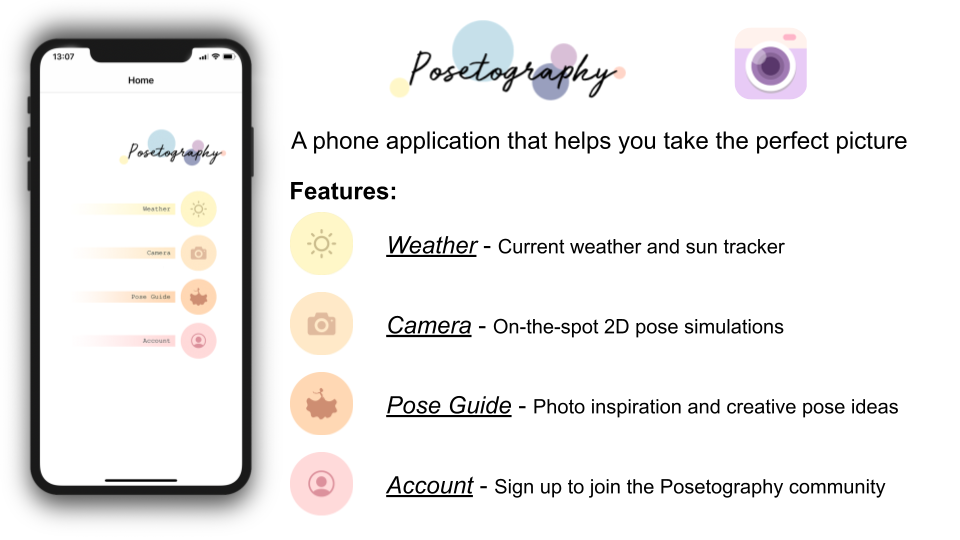 13:07
Home
Posetography
Weather
Camera
Pose Guide
Account
Posetography
A phone application that helps you take the perfect picture
Features:
Weather - Current weather and sun tracker
Camera - On-the-spot 2D pose simulations
Pose Guide - Photo inspiration and creative pose ideas
Account - Sign up to join the Posetography community